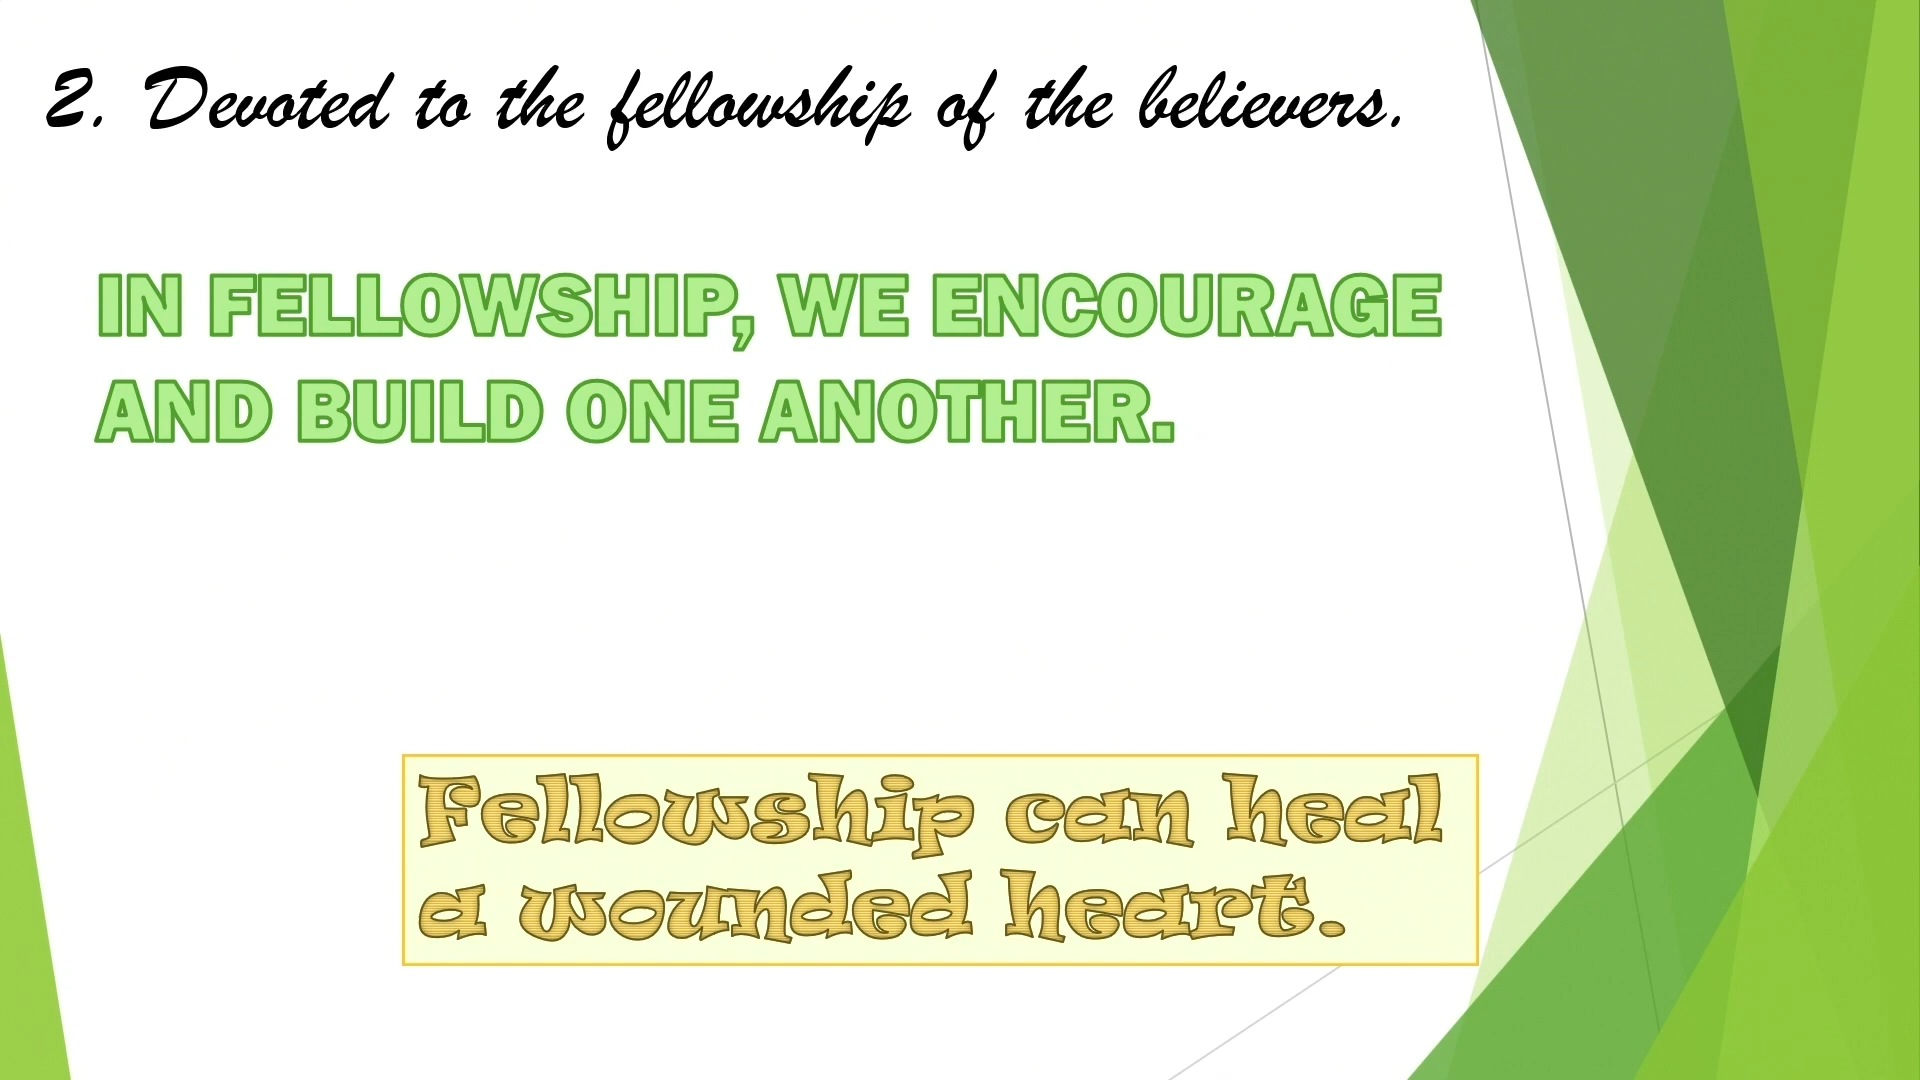 2. Devoted to the fellowship of the believers.
IN FELLOWSHIP, WE ENCOURAGE
AND BUILD ONE ANOTHER.
Fellowship can heal
a wounded heart.